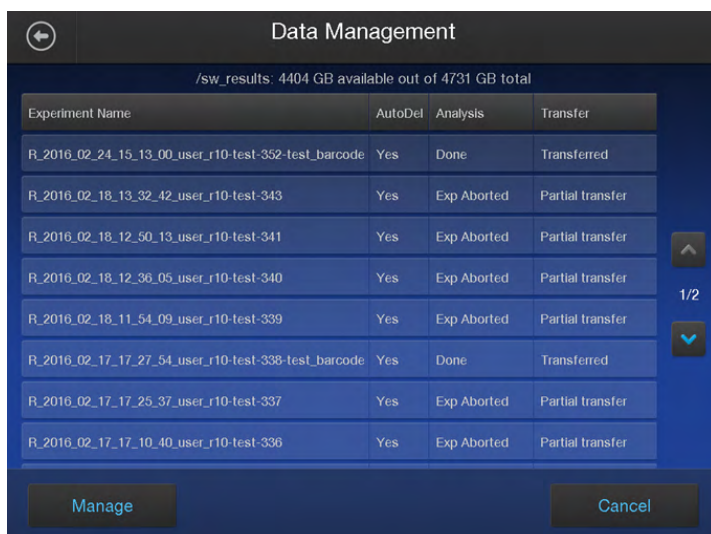 Data Management
/sw_results: 4404 GB available out of 4731 GB total
Experiment Name AutoDel Analysis Transfer
R_2016_02_24_15_13_00_user_r10-test-352-test_barcode Yes Done Transferred
R_2016_02_18_13_32_42_user_r10-test-343 Yes Exp Aborted Partial transfer
R_2016_02_18_12_50_13_user_r10-test-341 Yes Exp Aborted Partial transfer
R_2016_02_18_12_36_05_user_r10-test-340 Yes Exp Aborted Partial transfer
R_2016_02_18_11_54_09_user_r10-test-339 Yes Exp Aborted Partial transfer
R_2016_02_17_17_27_54_user_r10-test-338-test_barcode Yes Done Transferred
R_2016_02_17_17_25_37_user_r10-test-337 Yes Exp Aborted Partial transfer
R_2016_02_17_17_10_40_user_r10-test-336 Yes Exp Aborted Partial transfer
1/2
Manage Cancel